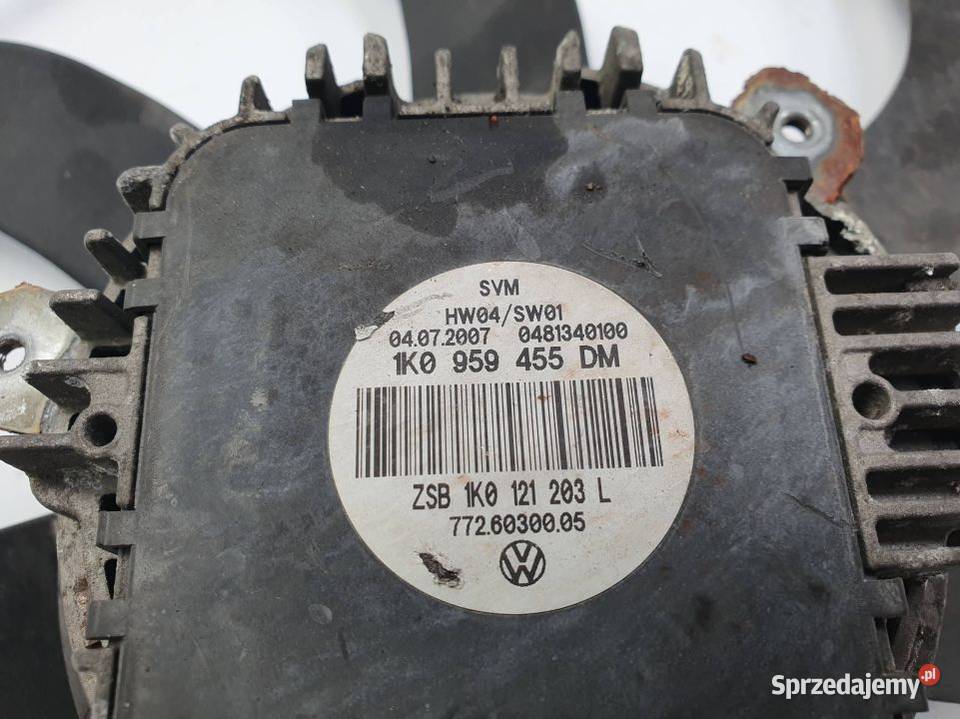 SVM
HW04/SW01
04.07.2007 0481340100
1K0 959 455 DM
ZSB 1K0 121 203 L
772.60300.05
Sprzedajemy.pl